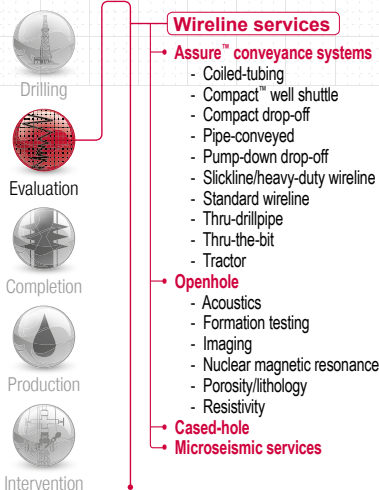 Drilling
Evaluation
Completion
Production
Intervention
Wireline services
Assure™ conveyance systems
- Coiled-tubing
- Compact™ well shuttle
- Compact drop-off
- Pipe-conveyed
- Pump-down drop-off
- Slickline/heavy-duty wireline
- Standard wireline
- Thru-drillpipe
- Thru-the-bit
- Tractor
Openhole
- Acoustics
- Formation testing
- Imaging
- Nuclear magnetic resonance
- Porosity/lithology
- Resistivity
Cased-hole
Microseismic services